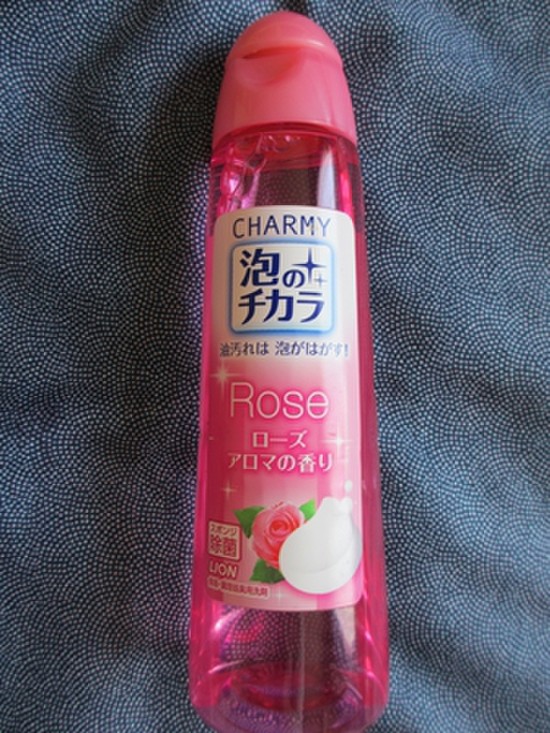 CHARMY
泡の
チカラ
油汚れは 泡がはがす!
Rose
ローズ
アロマの香り
スポンジ
除菌
LION